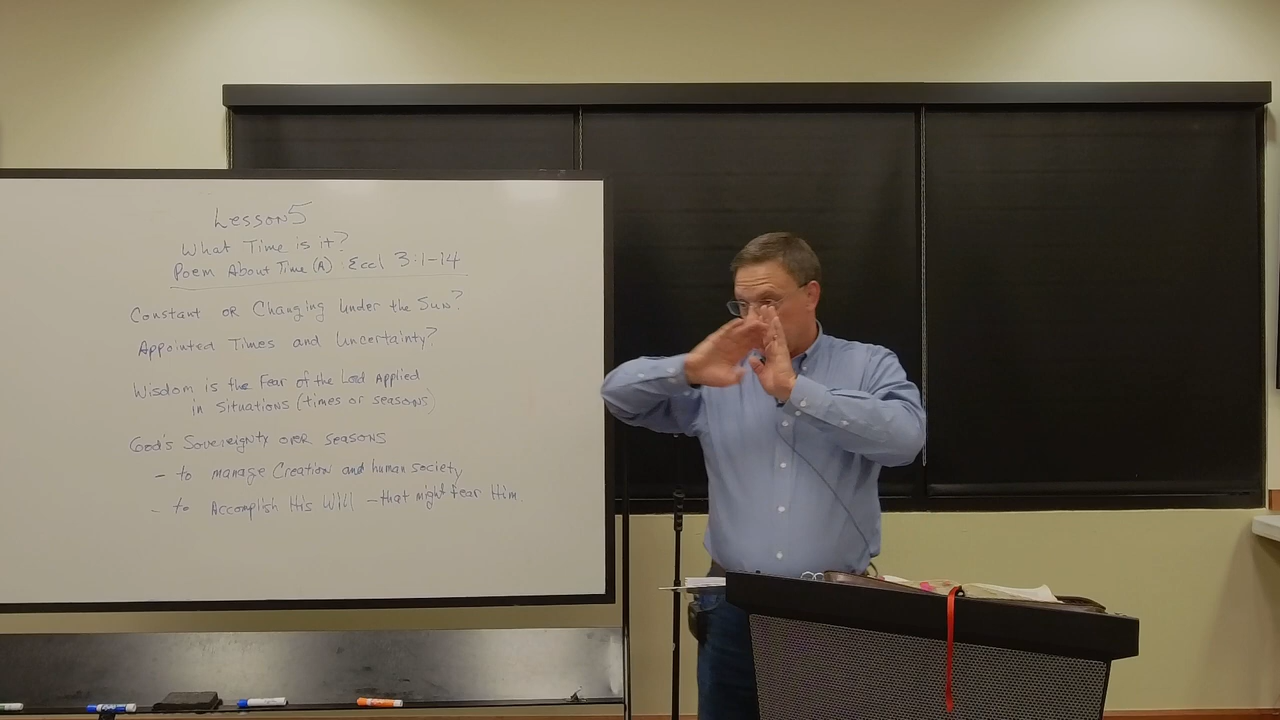 Lesson 5
What Time is it?
Poem About Time (A) : Eccl 3:1-14
Constant or Changing Under the Sun?
Appointed Times and Uncertainty?
Wisdom is the Fear of the Lord Applied
in Situations (times or seasons)
God's Sovereignty over seasons
- to manage Creation and human society
- to Accomplish His Will - that might fear Him.